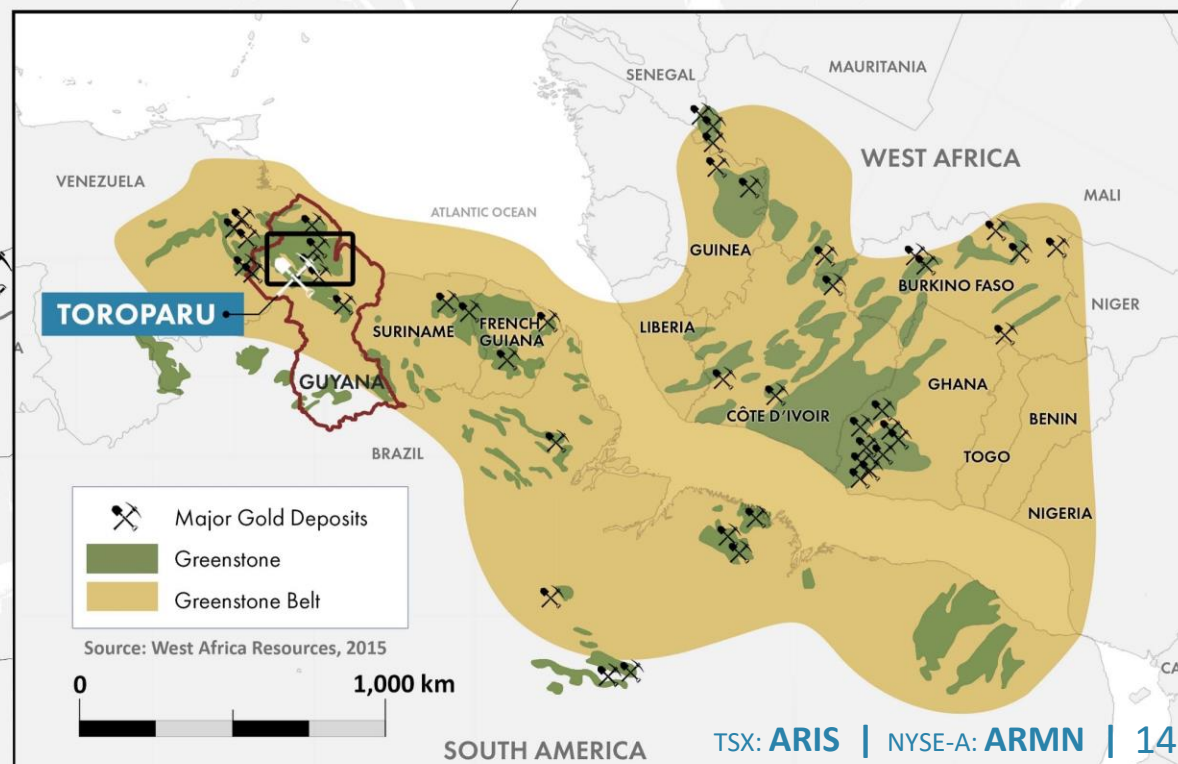 SENEGAL
MAURITANIA
WEST AFRICA
VENEZUELA
MALI
ATLANTIC OCEAN
GUINEA
BURKINO FASO
NIGER
TOROPARU
SURINAME
FRENCH
GUIANA
LIBERIA
GUYANA
GHANA
CÔTE D'IVOIR
BENIN
BRAZIL
TOGO
NIGERIA
Major Gold Deposits
Greenstone
Greenstone Belt
Source: West Africa Resources, 2015
CA
0 1,000 km
SOUTH AMERICA
TSX: ARIS | NYSE-A: ARMN | 14